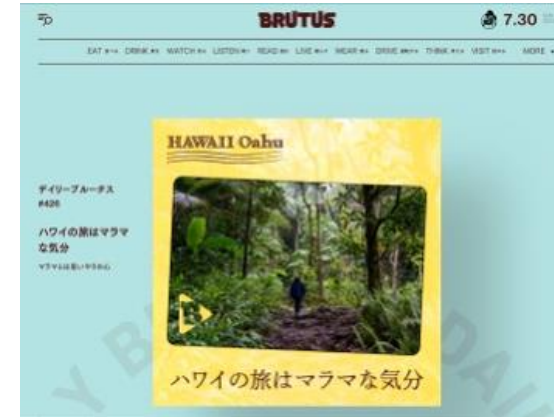 BRUTUS
7.30
EAT DRINK WATCH LISTEN READ LIVE WEAR DRIVE THINK VISIT MORE
HAWAII Oahu
デイリーブルータス
#426
ハワイの旅はマラマ
な気分
ハワイの旅はマラマな気分